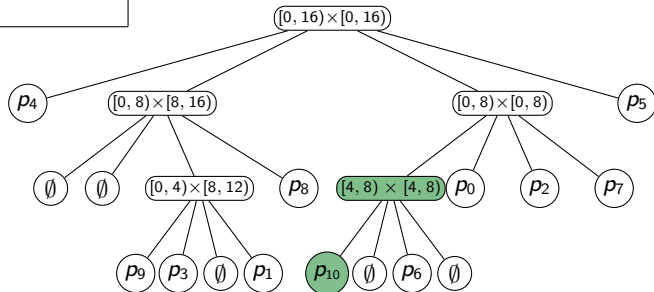 [0, 16)×[0, 16)
p4 [0, 8)×[8, 16) [0, 8)×[0, 8) p5
∅ ∅ [0, 4)×[8, 12) p8 [4, 8) × [4, 8) p0 p2 p7
p9 p3 ∅ p1 p10 ∅ p6 ∅